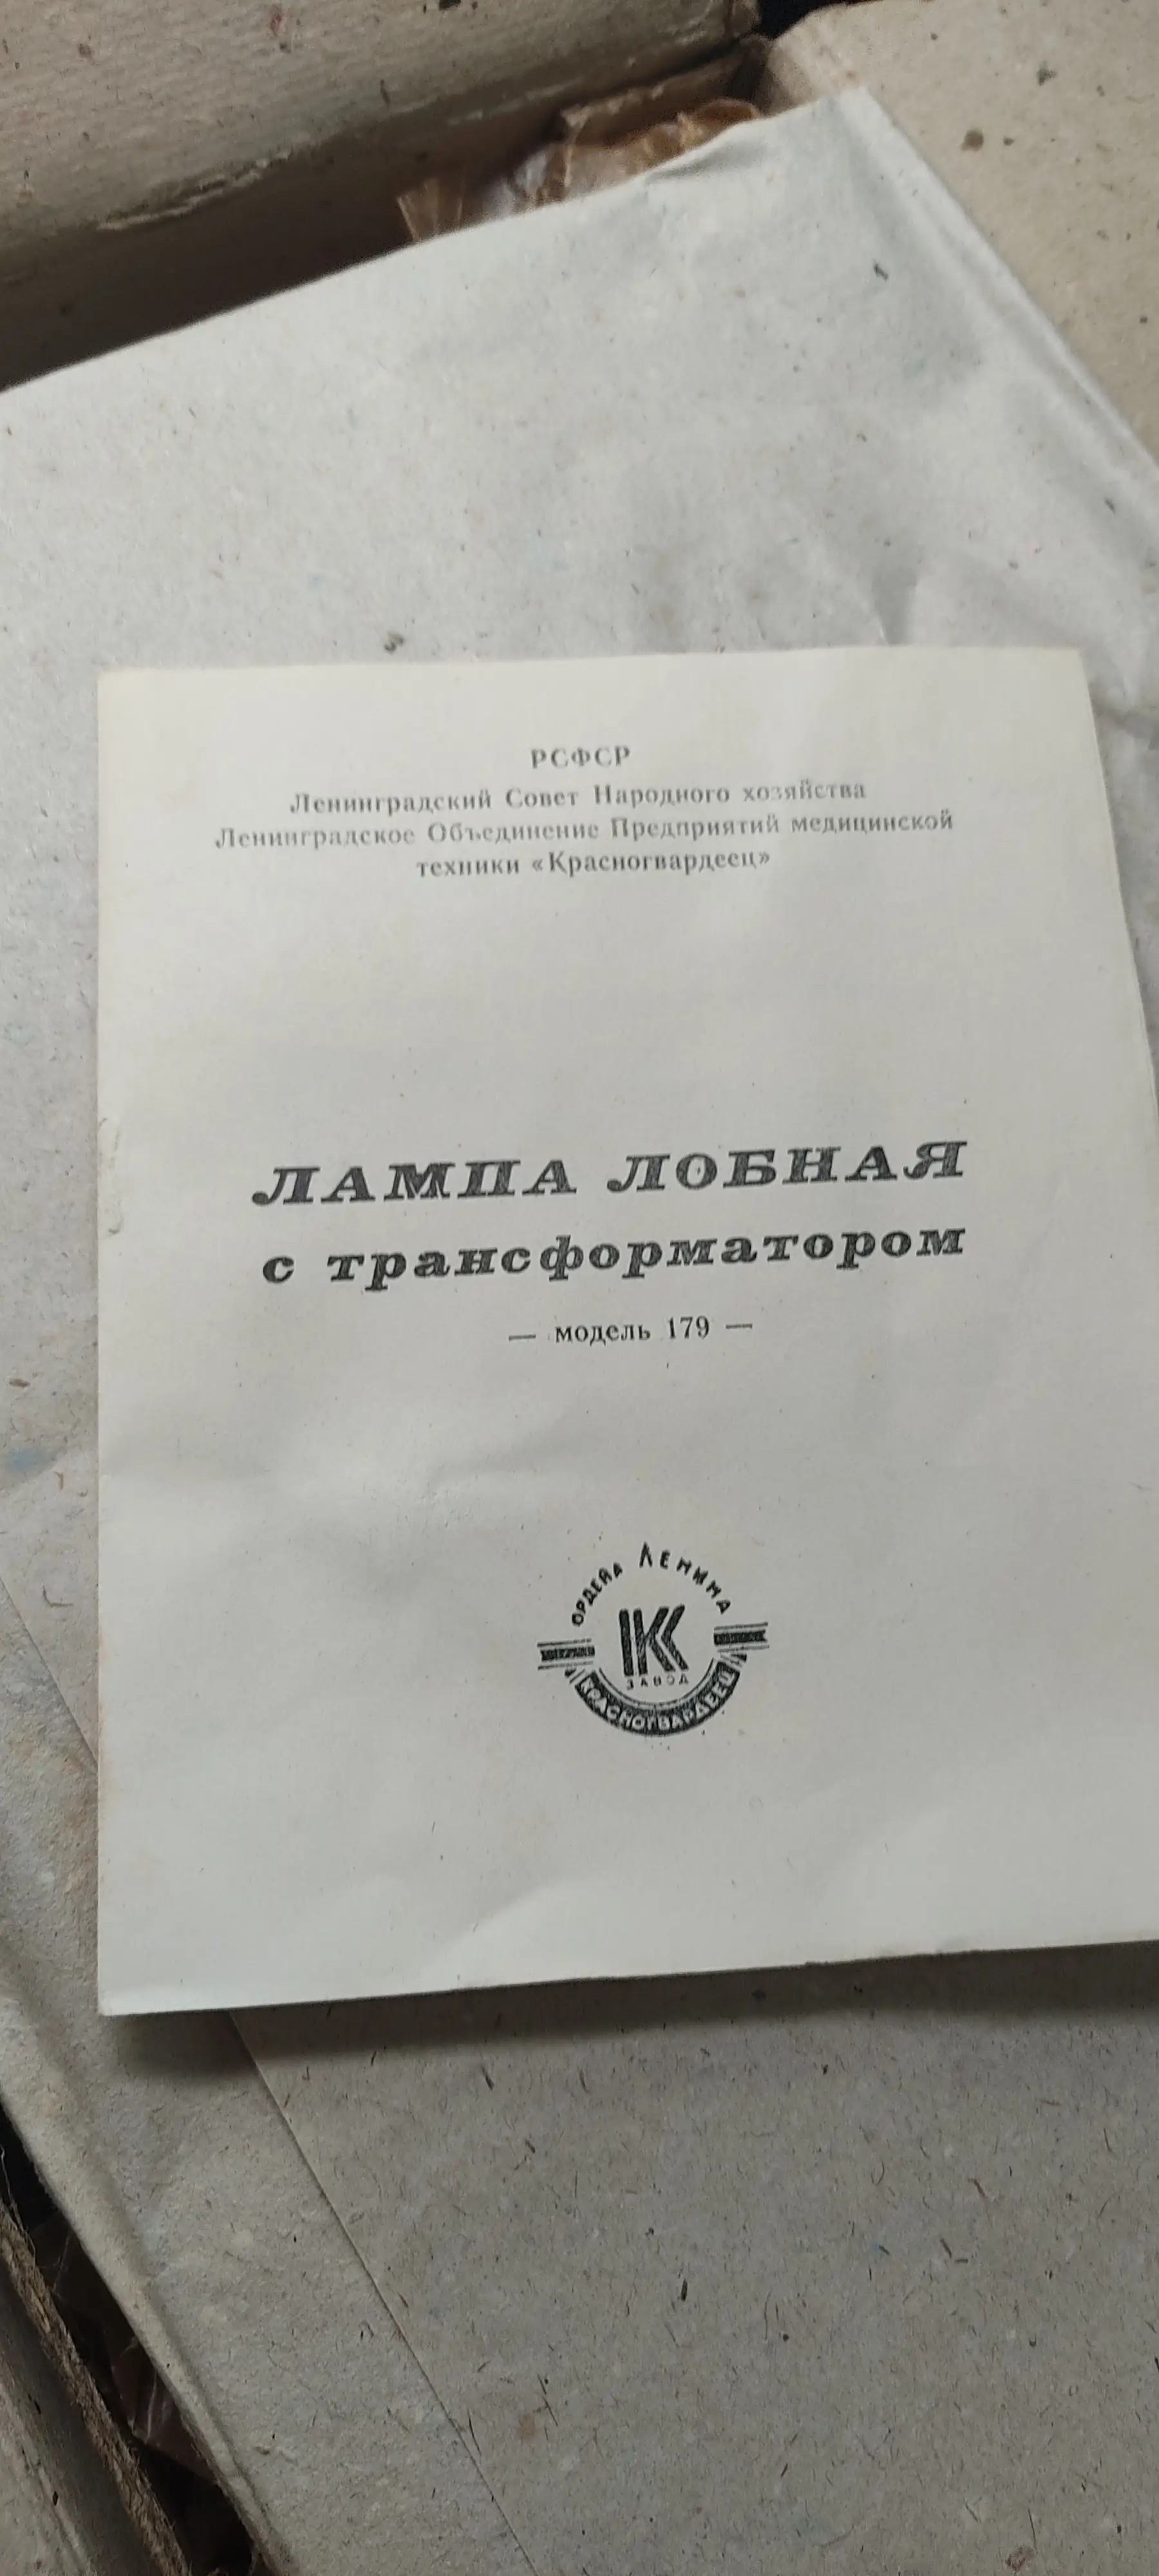 РСФСР
Ленинградский Совет Народного хозяйства
Ленинградское Объединение Предприятий медицинской
техники «Красногвардеец»
ЛАМПА ЛОБНАЯ
с трансформатором
— модель 179 —
ОРДЕНА ЛЕНИНА
КК
ЗАВОД
КРАСНОГВАРДЕЕЦ